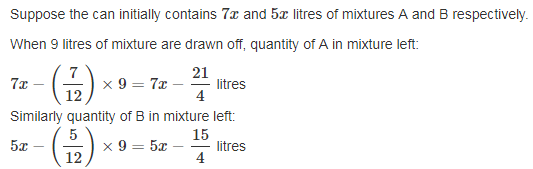 Suppose the can initially contains 7x and 5x litres of mixtures A and B respectively.
When 9 litres of mixture are drawn off, quantity of A in mixture left:
7x − (7/12) × 9 = 7x − 21/4 litres
Similarly quantity of B in mixture left:
5x − (5/12) × 9 = 5x − 15/4 litres